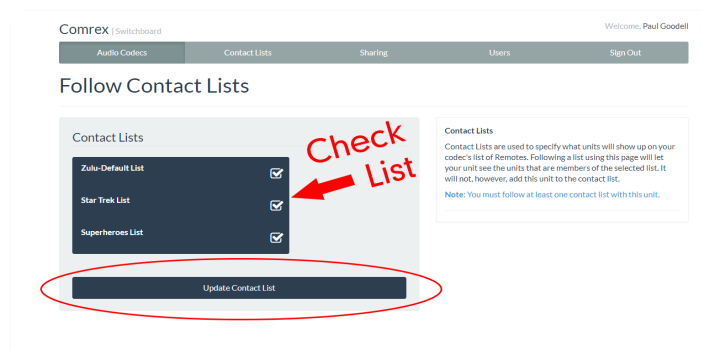 Comrex | Switchboard
Welcome, Paul Goodell
Audio Codecs
Contact Lists
Sharing
Users
Sign Out
Follow Contact Lists
Contact Lists
Zulu-Default List
Star Trek List
Superheroes List
Update Contact List
Check
List
Contact Lists
Contact Lists are used to specify what units will show up on your
codec's list of Remotes. Following a list using this page will let
your unit see the units that are members of the selected list. It
will not, however, add this unit to the contact list.
Note: You must follow at least one contact list with this unit.